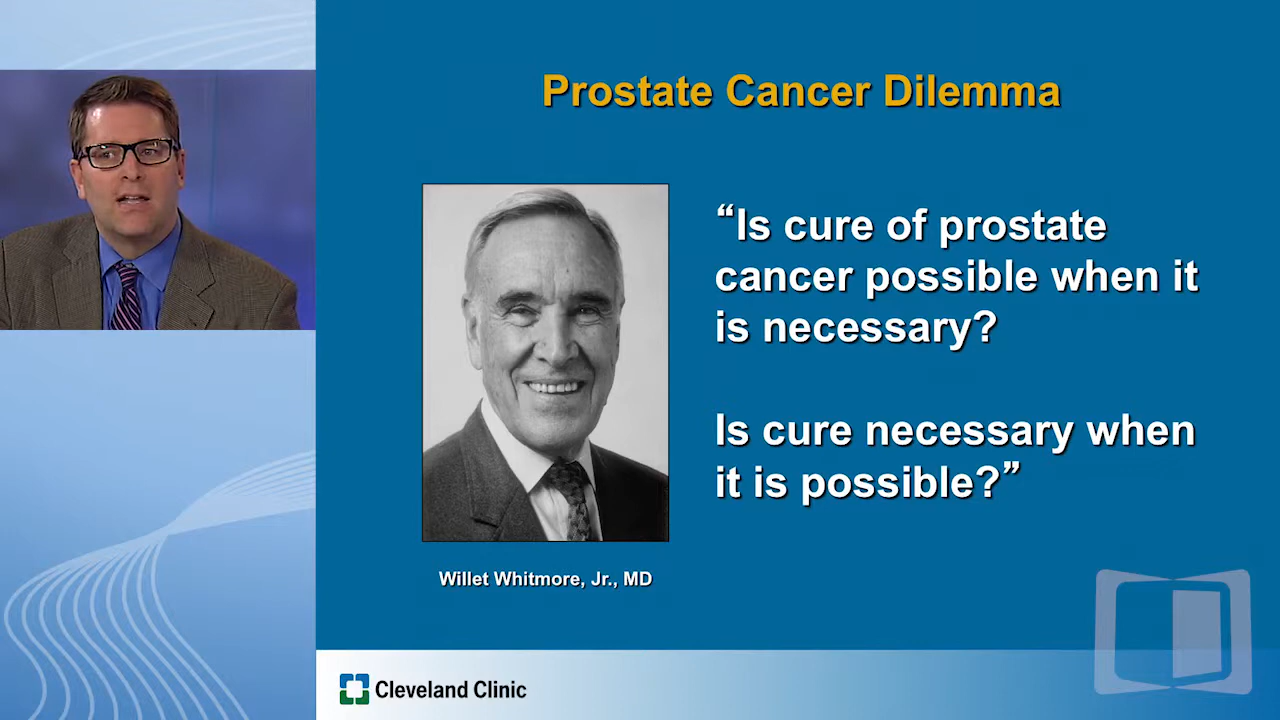 Prostate Cancer Dilemma
“Is cure of prostate
cancer possible when it
is necessary?
Is cure necessary when
it is possible?”
Willet Whitmore, Jr., MD
Cleveland Clinic